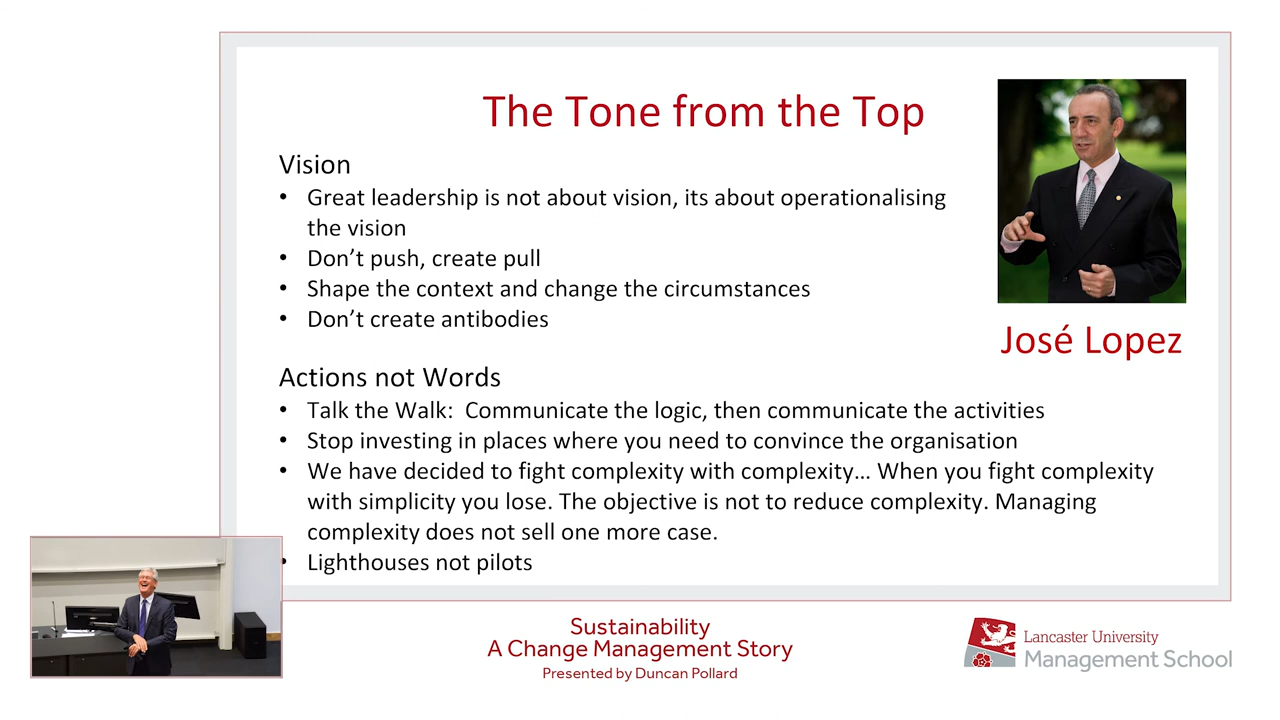 The Tone from the Top
Vision
• Great leadership is not about vision, its about operationalising
the vision
• Don’t push, create pull
• Shape the context and change the circumstances
• Don’t create antibodies
José Lopez
Actions not Words
• Talk the Walk:  Communicate the logic, then communicate the activities
• Stop investing in places where you need to convince the organisation
• We have decided to fight complexity with complexity… When you fight complexity
with simplicity you lose. The objective is not to reduce complexity. Managing
complexity does not sell one more case.
• Lighthouses not pilots
Sustainability
A Change Management Story
Presented by Duncan Pollard
Lancaster University
Management School